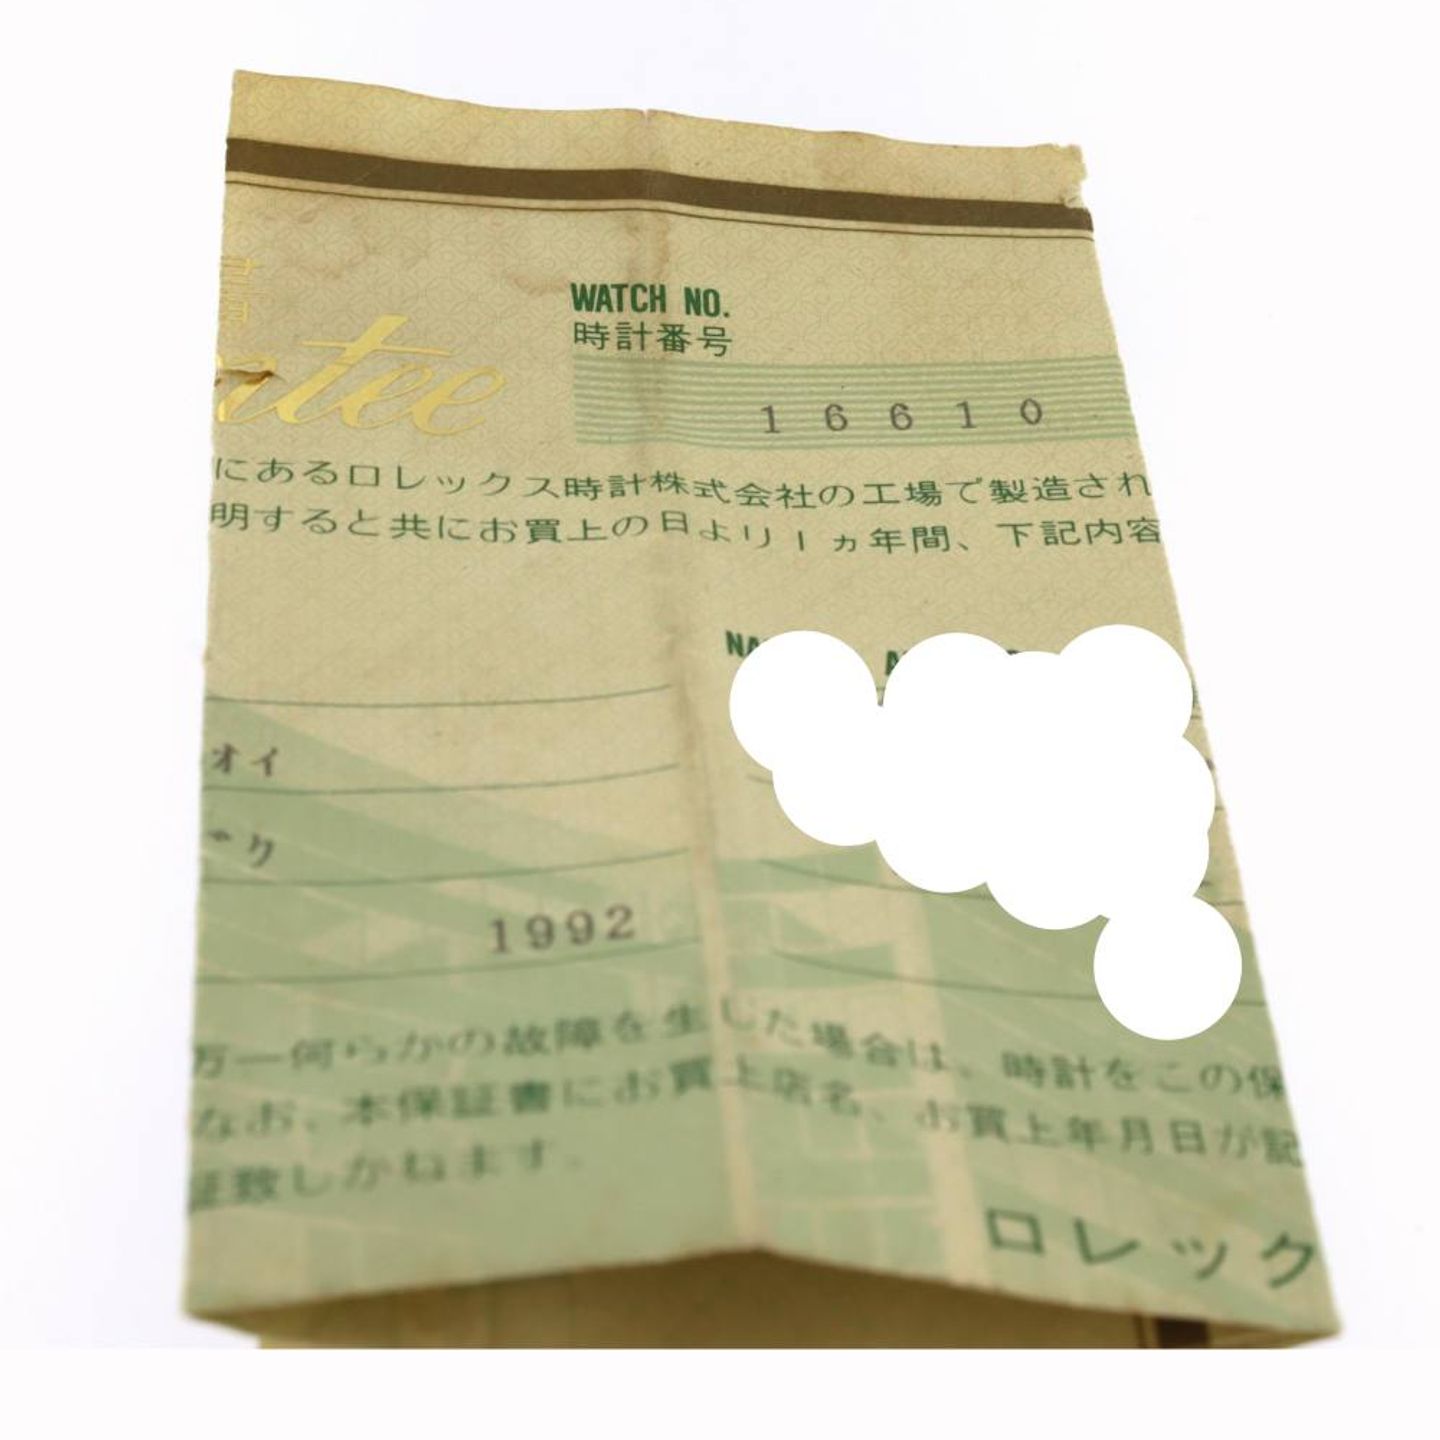 書
ntee
WATCH NO.
時計番号
16610
にあるロレックス時計株式会社の工場で製造され
明すると共にお買上の日より1ヵ年間、下記内容
オイ
ャク
1992
万一何らかの故障を生じた場合は、時計をこの保
なお、本保証書にお買上店名、お買上年月日が記
証致しかねます。
ロレック